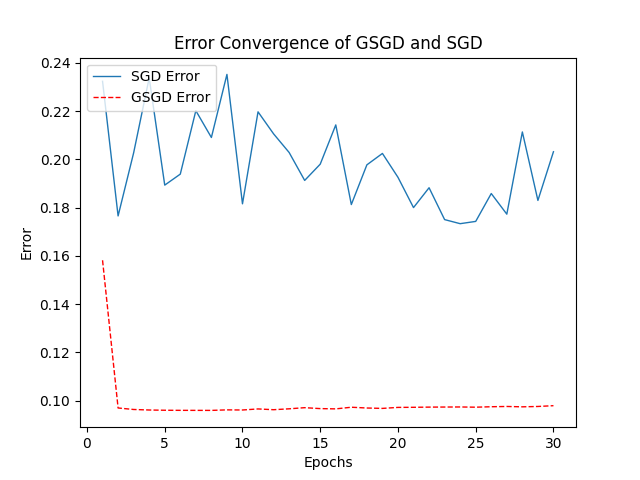 Error Convergence of GSGD and SGD
SGD Error
GSGD Error
0.24
0.22
0.20
0.18
0.16
0.14
0.12
0.10
Error
0 5 10 15 20 25 30
Epochs